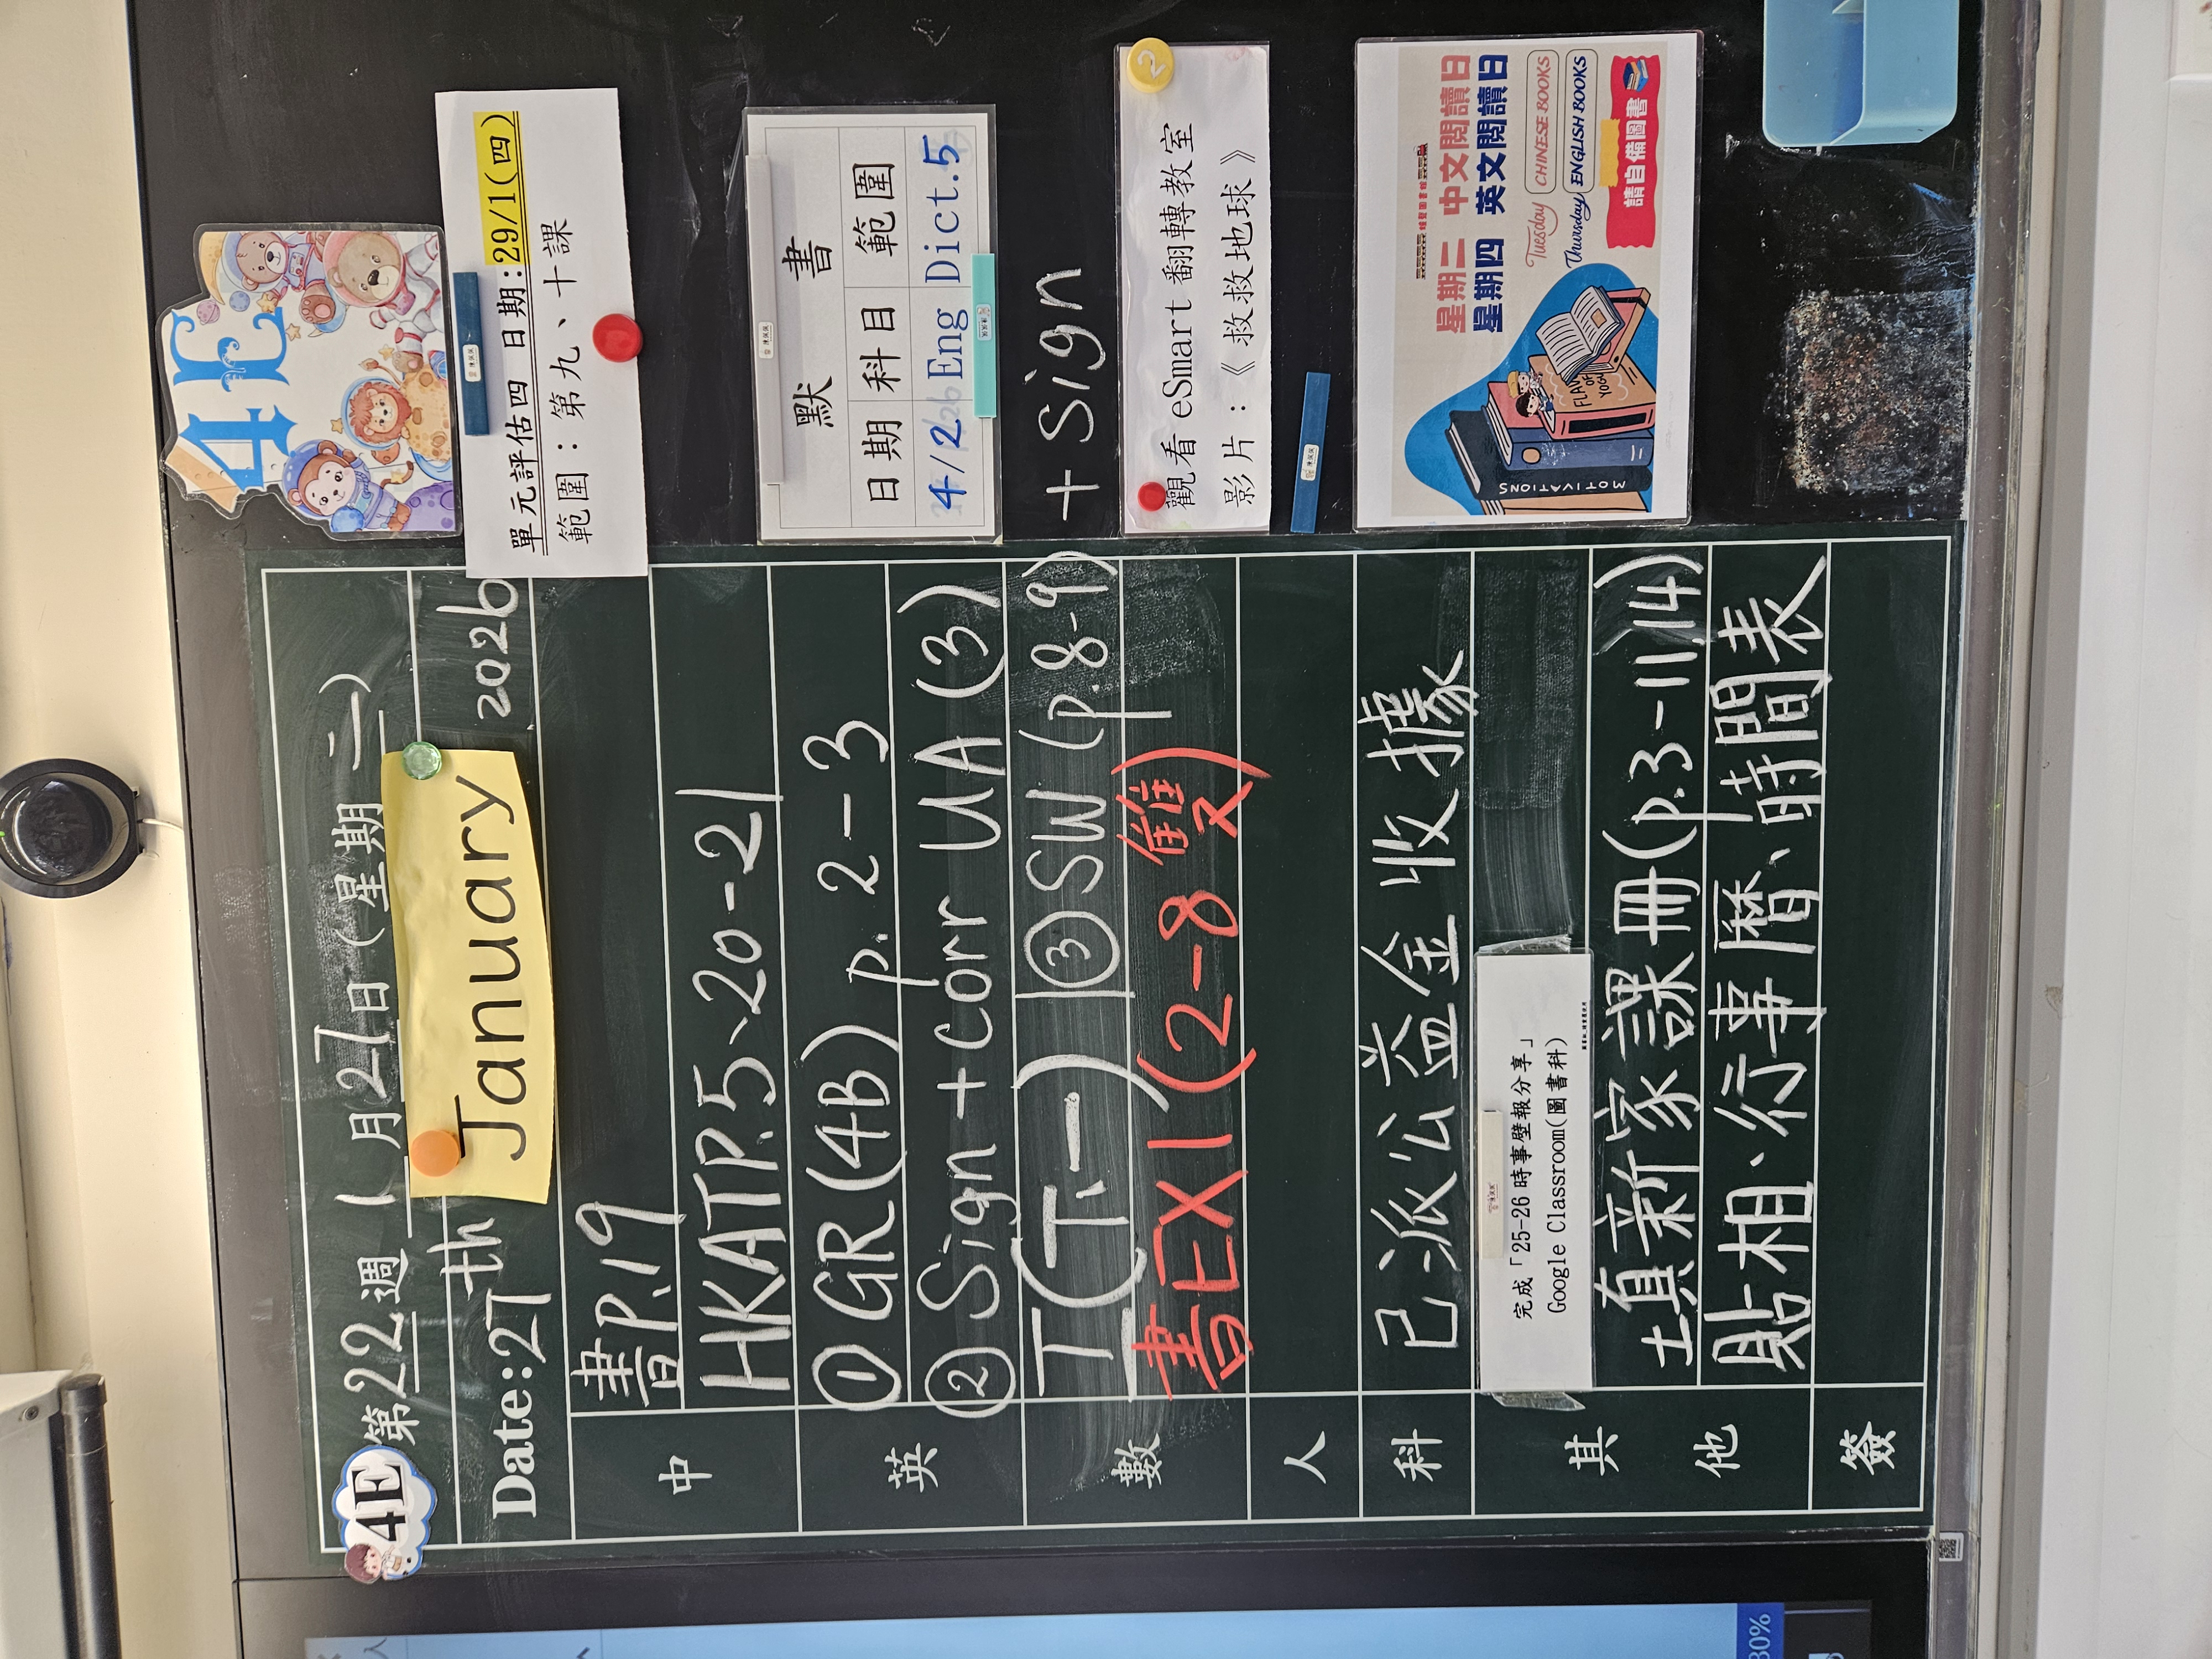 4E
第22週 1月27日(星期二)
Date: 27th January 2026
中
書P.19
HKATP.5、20-21
英
① GR(4B) p. 2-3
② Sign + corr UA (3)
③ SW (p.8-9) + Sign
數
T(下.一)
書EX1(2-8雙)
人
科
已派公益金收據
其他
完成「25-26 時事壁報分享」
Google Classroom(圖書科)
填新家課冊(p.3-11,14)
貼相、行事曆、時間表
簽
4E
單元評估四 日期:29/1(四)
範圍:第九、十課
默書
日期 科目 範圍
4/2 Eng Dict.5
觀看 eSmart 翻轉教室
影片:《救救地球》
星期二 中文閱讀日
星期四 英文閱讀日
Tuesday CHINESE BOOKS
Thursday ENGLISH BOOKS
請自備圖書
MOTIVATIONS
80%